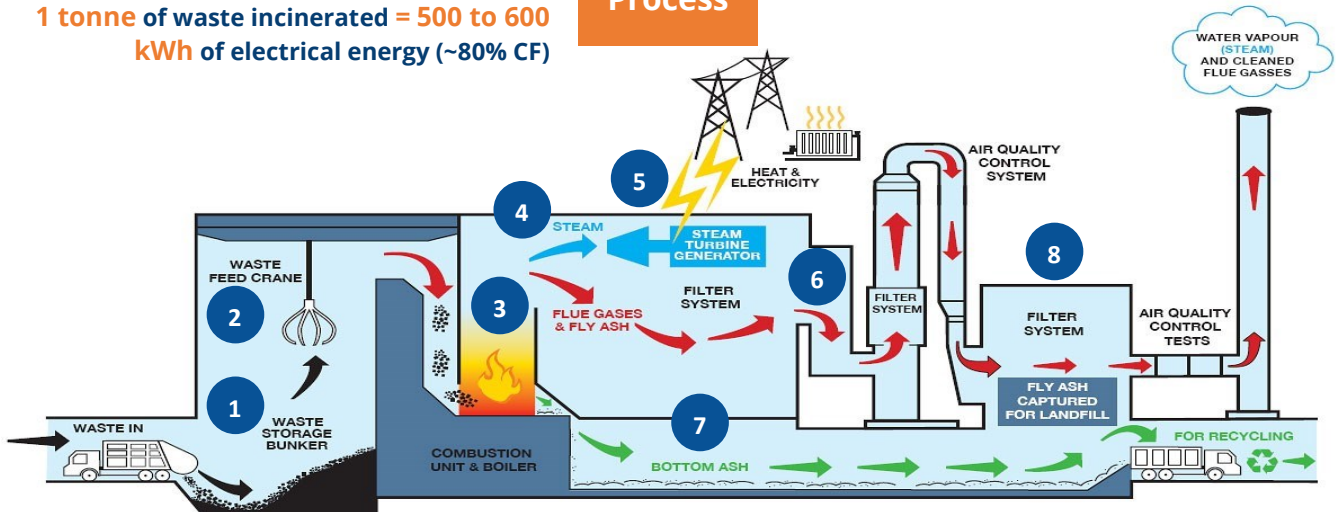 1 tonne of waste incinerated = 500 to 600
kWh of electrical energy (~80% CF)
Process
WATER VAPOUR
(STEAM)
AND CLEANED
FLUE GASSES
5
HEAT &
ELECTRICITY
AIR QUALITY
CONTROL
SYSTEM
4
STEAM
STEAM
TURBINE
GENERATOR
WASTE
FEED CRANE
2
3
FLUE GASES
& FLY ASH
FILTER
SYSTEM
6
FILTER
SYSTEM
8
FILTER
SYSTEM
AIR QUALITY
CONTROL
TESTS
FLY ASH
CAPTURED
FOR LANDFILL
1
WASTE IN
WASTE
STORAGE
BUNKER
COMBUSTION
UNIT & BOILER
7
BOTTOM ASH
FOR RECYCLING